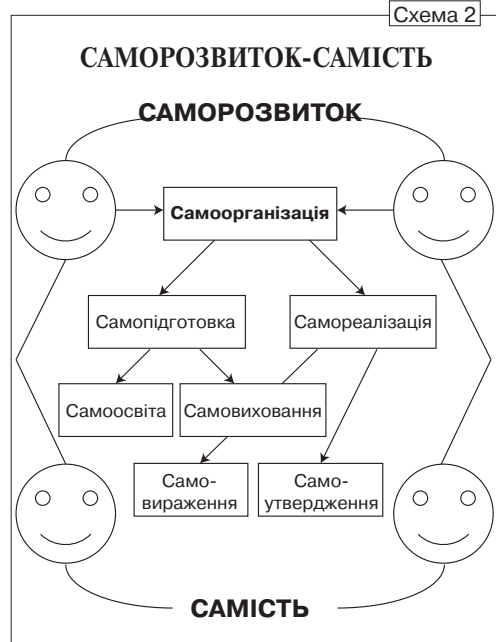 Схема 2
САМОРОЗВИТОК-САМІСТЬ
САМОРОЗВИТОК
Самоорганізація
Самопідготовка
Самореалізація
Самоосвіта
Самовиховання
Само-
вираження
Само-
утвердження
САМІСТЬ